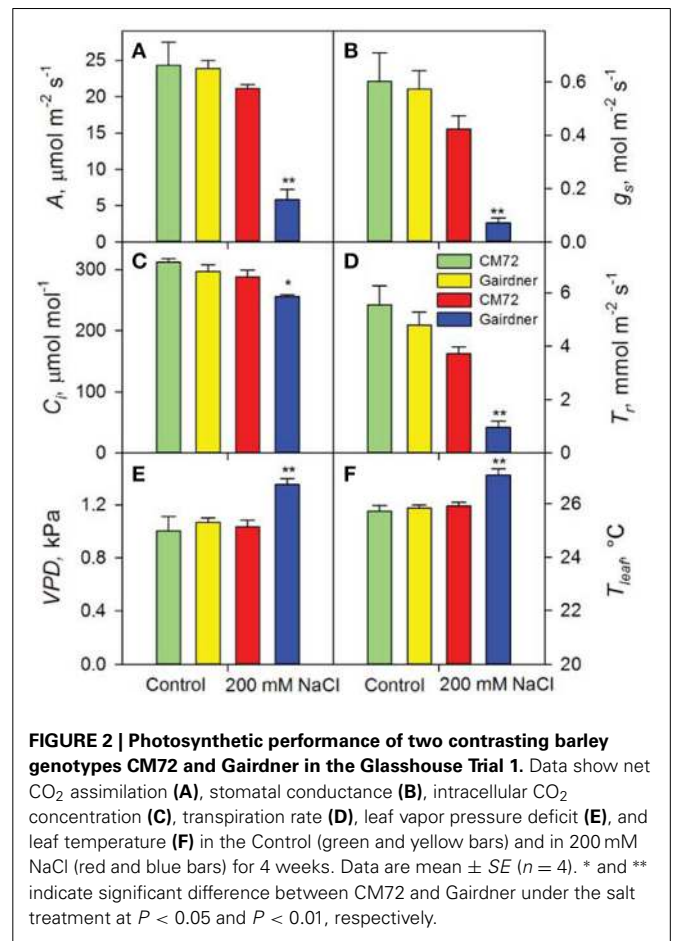 A B
25
20
15
10
5
0
A, µmol m⁻² s⁻¹
**
0.6
0.4
0.2
0.0
gₛ, mol m⁻² s⁻¹
**
C D
300
200
100
0
Cᵢ, µmol mol⁻¹
*
CM72
Gairdner
CM72
Gairdner
6
4
2
0
Tᵣ, mmol m⁻² s⁻¹
**
E F
1.2
0.8
0.4
0.0
VPD, kPa
**
**
26
24
22
20
T_leaf, °C
Control 200 mM NaCl Control 200 mM NaCl
FIGURE 2 | Photosynthetic performance of two contrasting barley
genotypes CM72 and Gairdner in the Glasshouse Trial 1. Data show net
CO₂ assimilation (A), stomatal conductance (B), intracellular CO₂
concentration (C), transpiration rate (D), leaf vapor pressure deficit (E), and
leaf temperature (F) in the Control (green and yellow bars) and in 200 mM
NaCl (red and blue bars) for 4 weeks. Data are mean ± SE (n = 4). * and **
indicate significant difference between CM72 and Gairdner under the salt
treatment at P < 0.05 and P < 0.01, respectively.